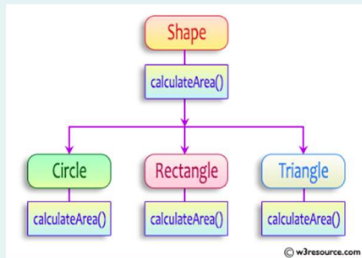 Shape
calculateArea()
Circle Rectangle Triangle
calculateArea() calculateArea() calculateArea()
© w3resource.com